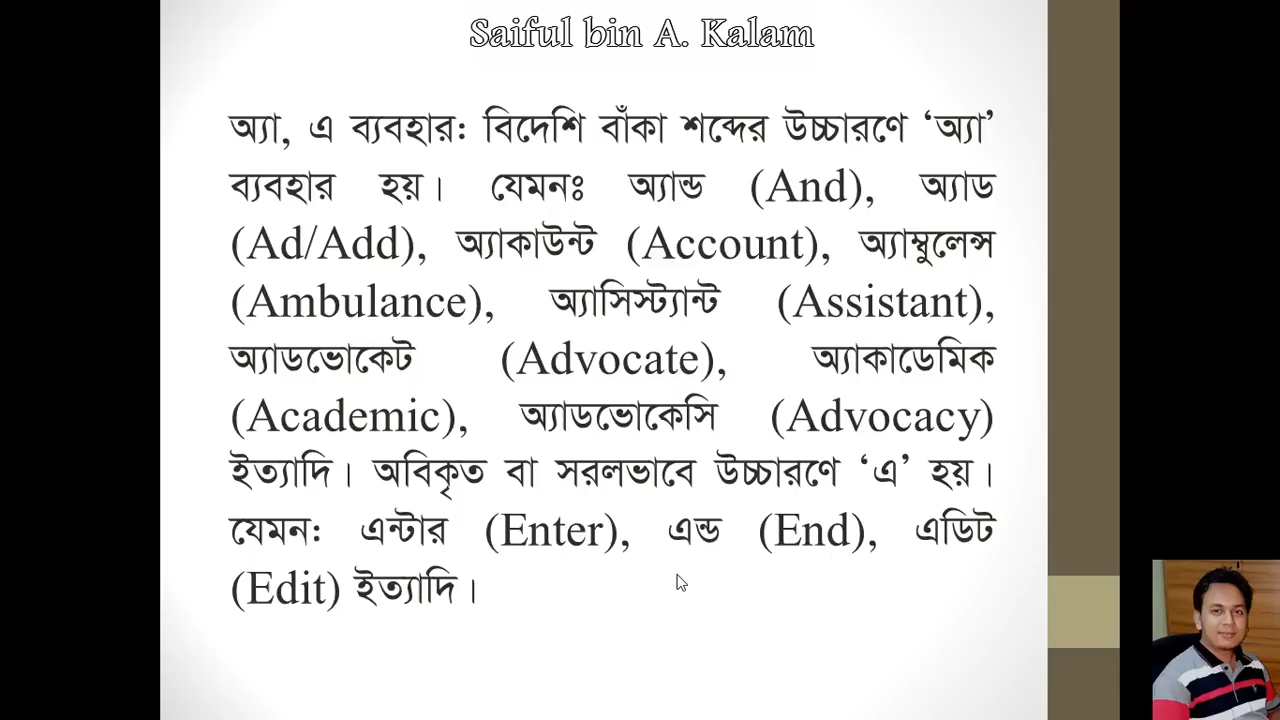 Saiful bin A. Kalam
অ্যা, এ ব্যবহার: বিদেশি বাঁকা শব্দের উচ্চারণে ‘অ্যা’
ব্যবহার হয়। যেমনঃ অ্যান্ড (And), অ্যাড
(Ad/Add), অ্যাকাউন্ট (Account), অ্যাম্বুলেন্স
(Ambulance), অ্যাসিস্ট্যান্ট (Assistant),
অ্যাডভোকেট (Advocate), অ্যাকাডেমিক
(Academic), অ্যাডভোকেসি (Advocacy)
ইত্যাদি। অবিকৃত বা সরলভাবে উচ্চারণে ‘এ’ হয়।
যেমন: এন্টার (Enter), এন্ড (End), এডিট
(Edit) ইত্যাদি।